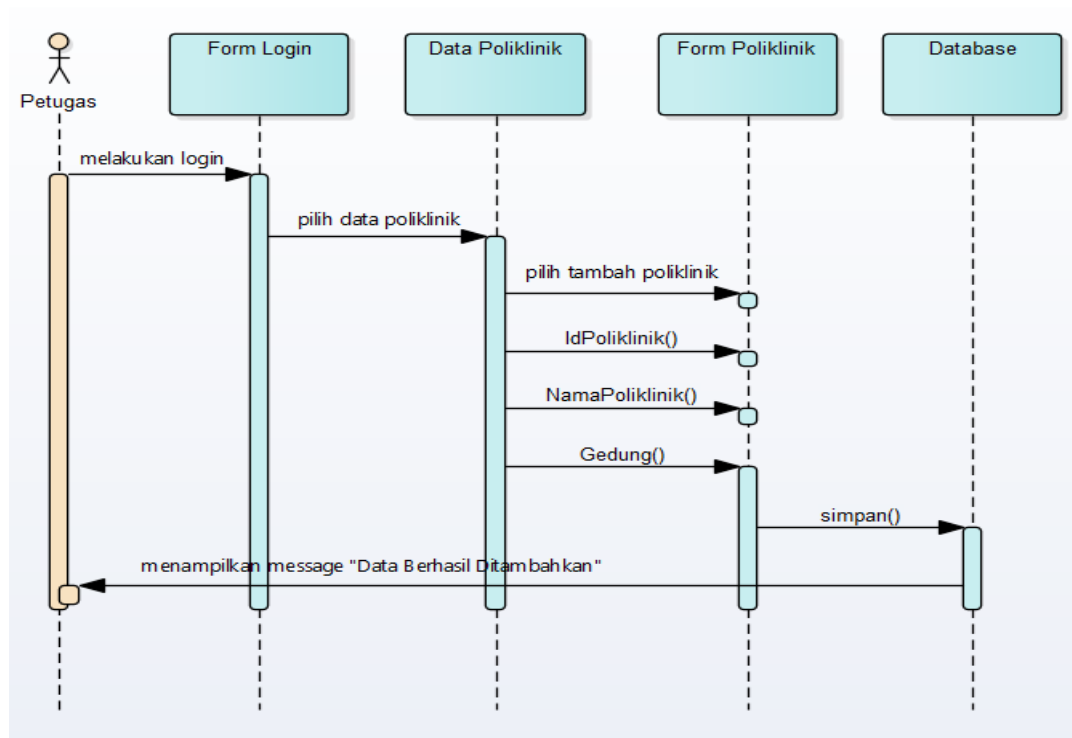 Form Login
Data Poliklinik
Form Poliklinik
Database
Petugas
melakukan login
pilih data poliklinik
pilih tambah poliklinik
IdPoliklinik()
NamaPoliklinik()
Gedung()
simpan()
menampilkan message "Data Berhasil Ditambahkan"